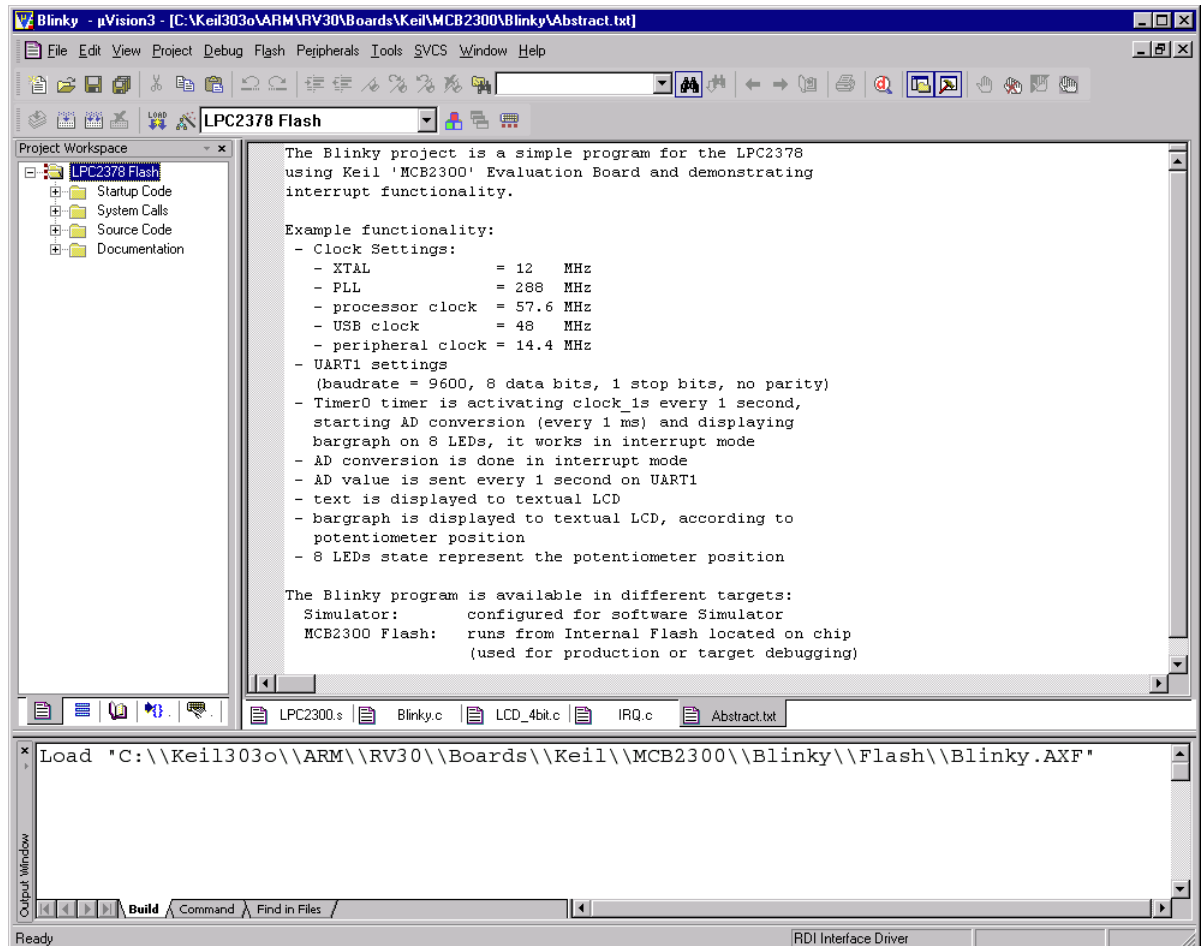 Blinky - µVision3 - [C:\Keil303o\ARM\RV30\Boards\Keil\MCB2300\Blinky\Abstract.txt]
File Edit View Project Debug Flash Peripherals Tools SVCS Window Help
LOAD LPC2378 Flash
Project Workspace
LPC2378 Flash
Startup Code
System Calls
Source Code
Documentation
The Blinky project is a simple program for the LPC2378
using Keil 'MCB2300' Evaluation Board and demonstrating
interrupt functionality.
Example functionality:
- Clock Settings:
- XTAL = 12 MHz
- PLL = 288 MHz
- processor clock = 57.6 MHz
- USB clock = 48 MHz
- peripheral clock = 14.4 MHz
- UART1 settings
(baudrate = 9600, 8 data bits, 1 stop bits, no parity)
- Timer0 timer is activating clock_1s every 1 second,
starting AD conversion (every 1 ms) and displaying
bargraph on 8 LEDs, it works in interrupt mode
- AD conversion is done in interrupt mode
- AD value is sent every 1 second on UART1
- text is displayed to textual LCD
- bargraph is displayed to textual LCD, according to
potentiometer position
- 8 LEDs state represent the potentiometer position
The Blinky program is available in different targets:
Simulator: configured for software Simulator
MCB2300 Flash: runs from Internal Flash located on chip
(used for production or target debugging)
LPC2300.s Blinky.c LCD_4bit.c IRQ.c Abstract.txt
Load "C:\\Keil303o\\ARM\\RV30\\Boards\\Keil\\MCB2300\\Blinky\\Flash\\Blinky.AXF"
Output Window
Build Command Find in Files
Ready RDI Interface Driver